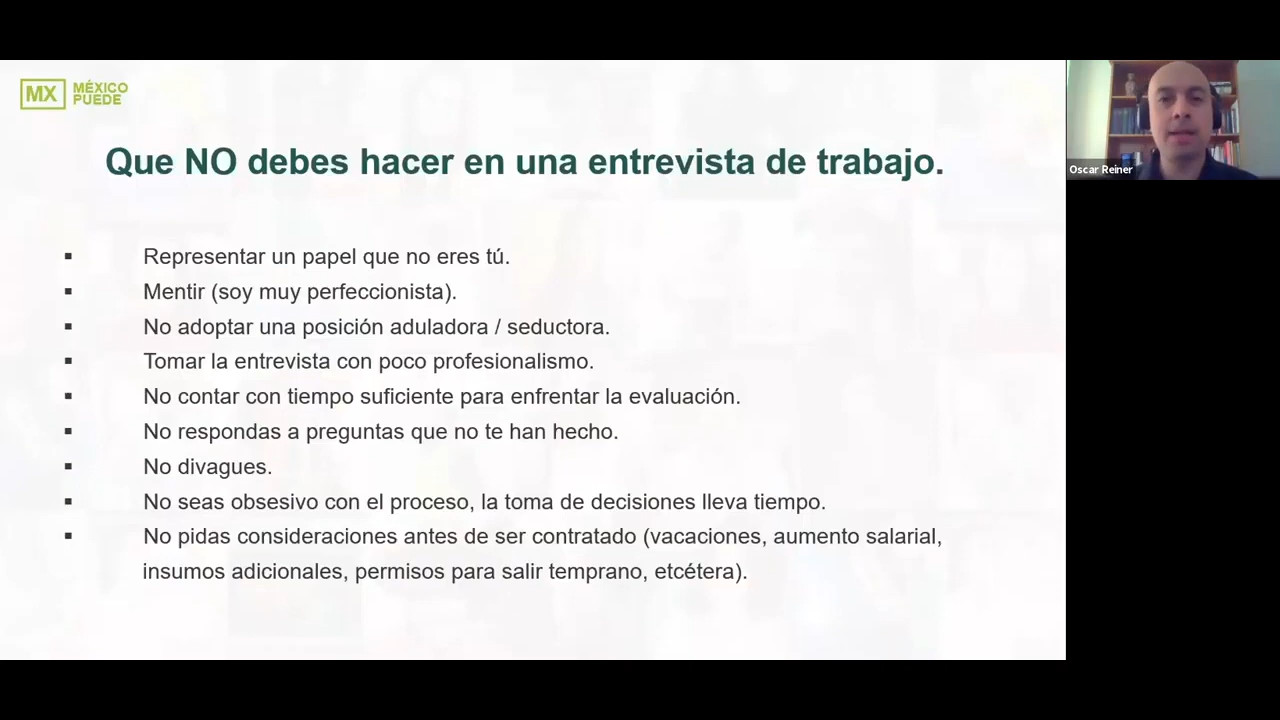 MX MÉXICO
PUEDE
Que NO debes hacer en una entrevista de trabajo.
▪ Representar un papel que no eres tú.
▪ Mentir (soy muy perfeccionista).
▪ No adoptar una posición aduladora / seductora.
▪ Tomar la entrevista con poco profesionalismo.
▪ No contar con tiempo suficiente para enfrentar la evaluación.
▪ No respondas a preguntas que no te han hecho.
▪ No divagues.
▪ No seas obsesivo con el proceso, la toma de decisiones lleva tiempo.
▪ No pidas consideraciones antes de ser contratado (vacaciones, aumento salarial,
insumos adicionales, permisos para salir temprano, etcétera).
Oscar Reiner